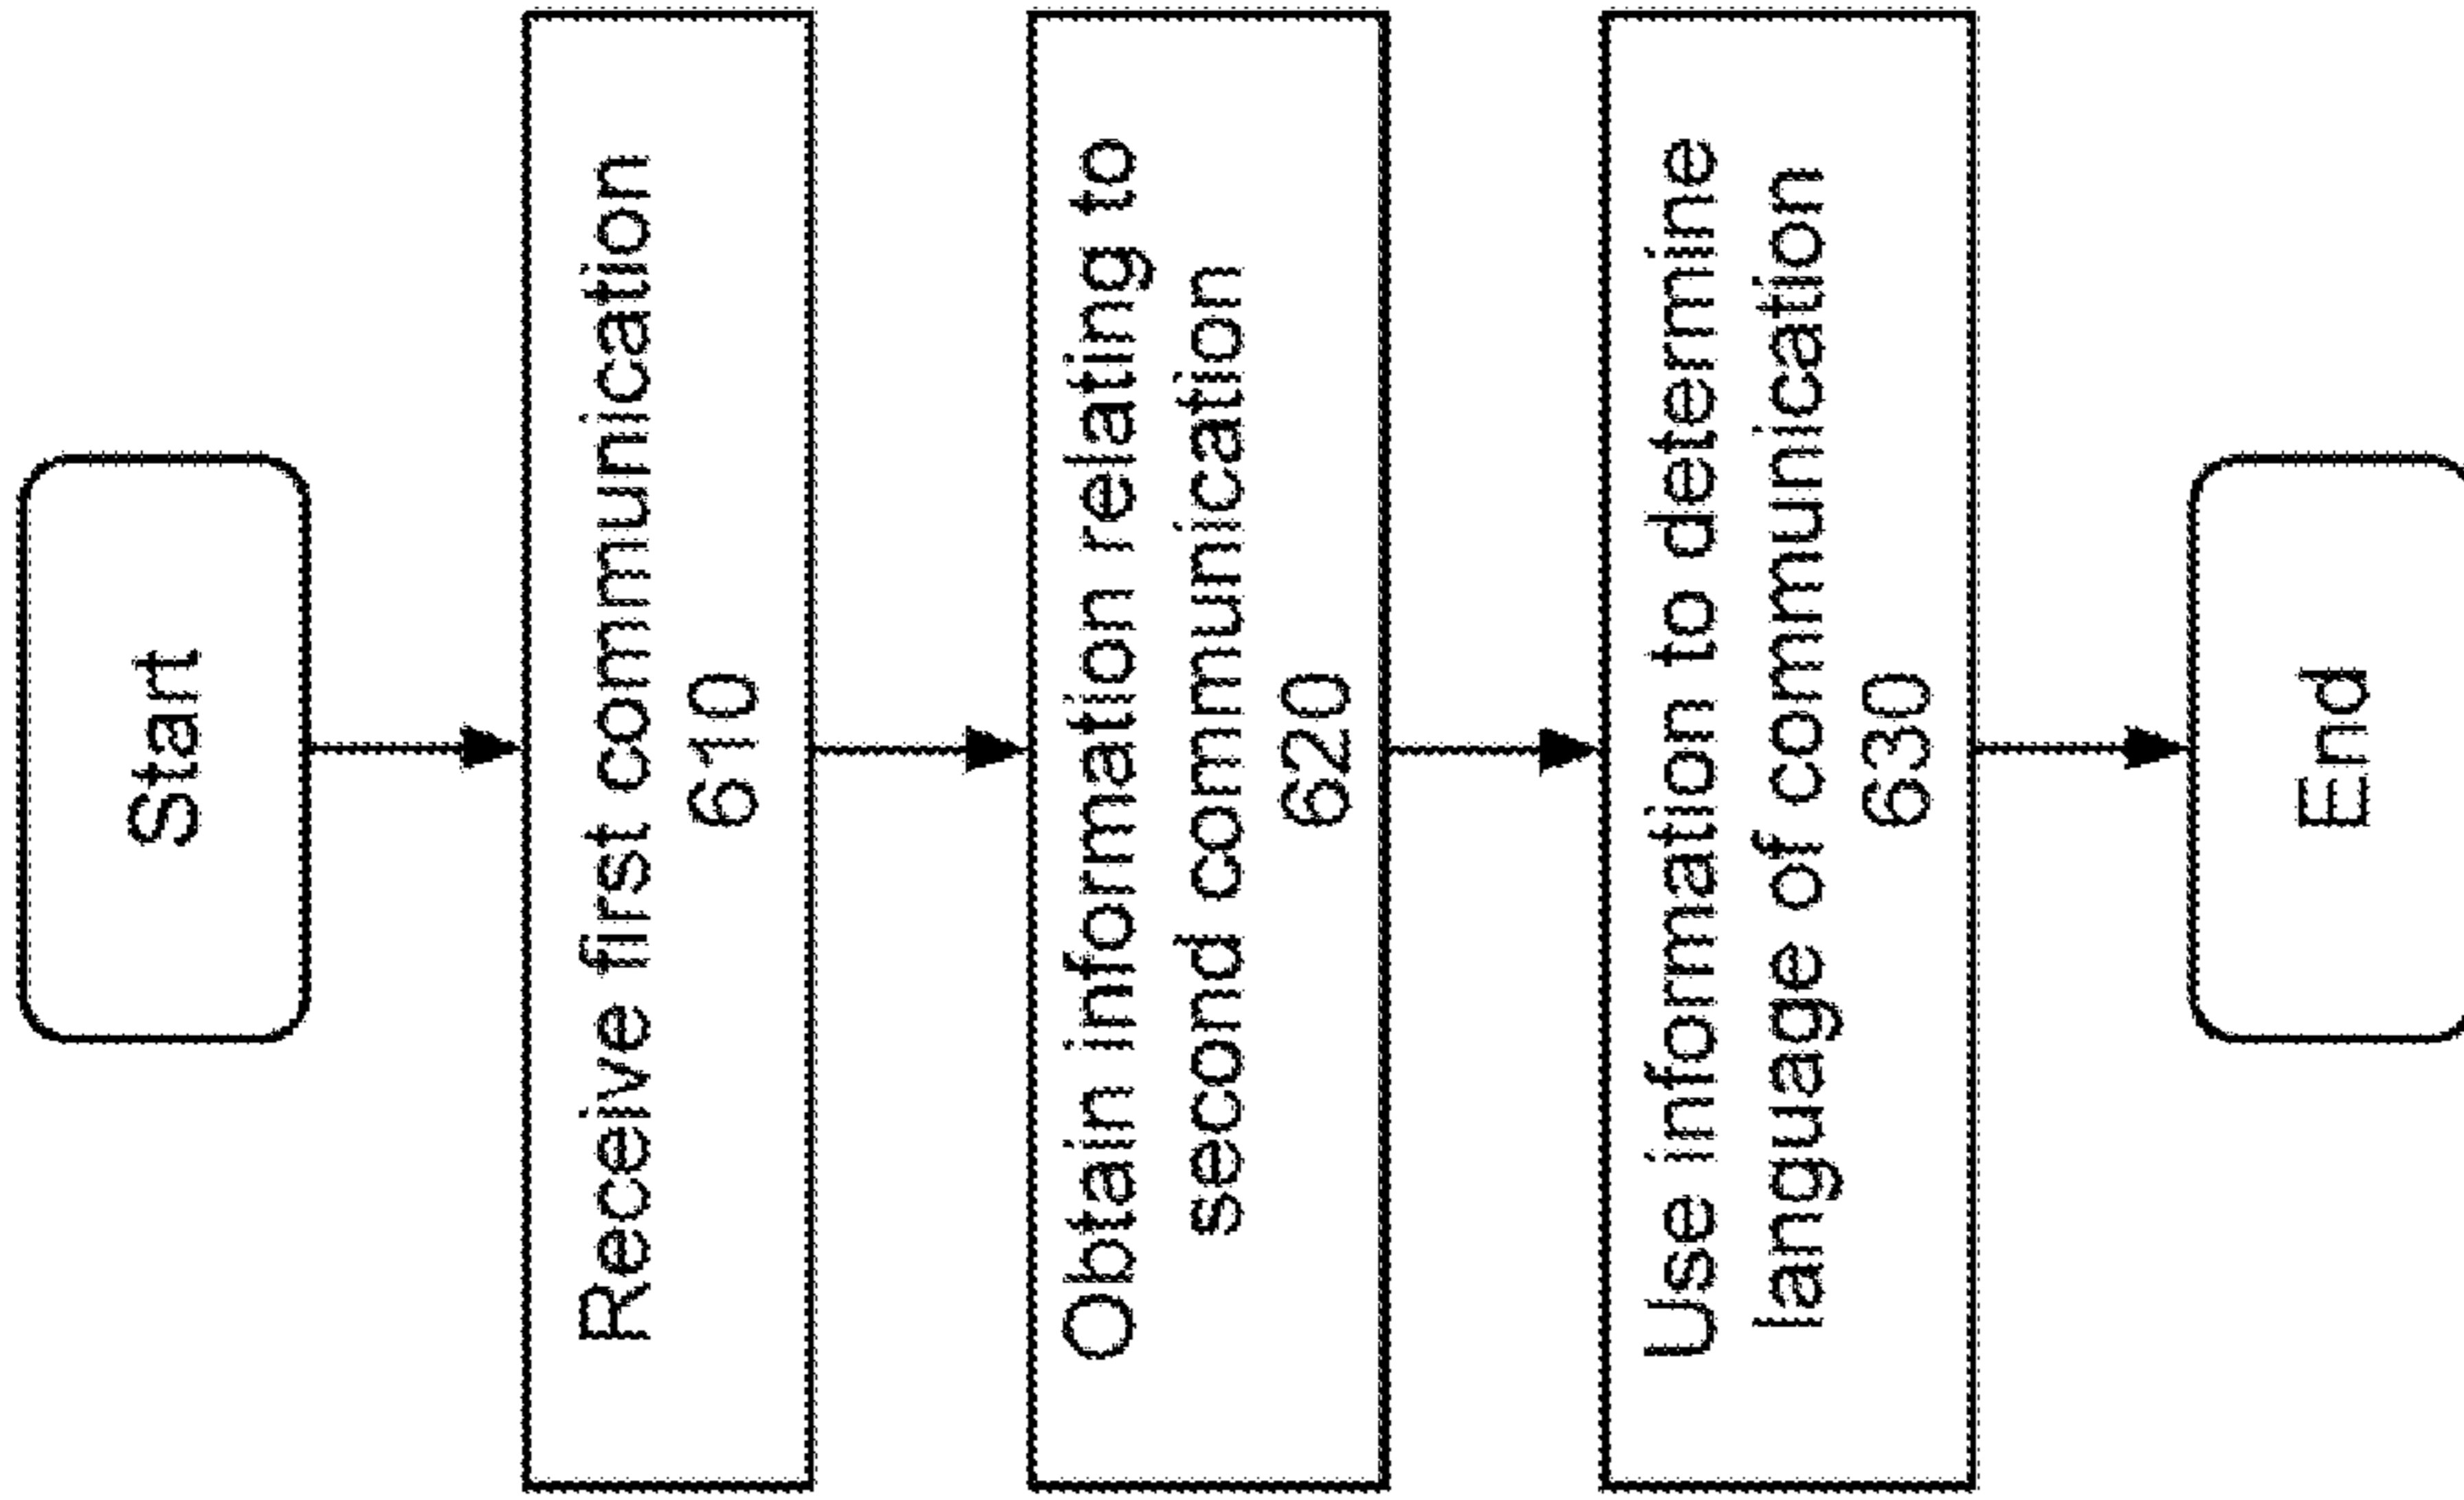 Start
Receive first communication
610
Obtain information relating to
second communication
620
Use information to determine
language of communication
630
End